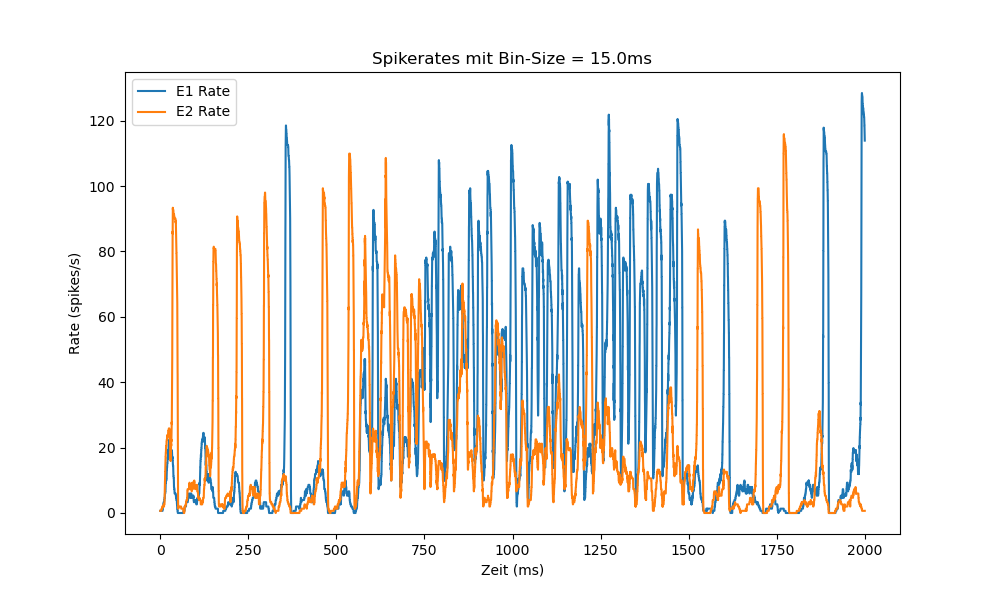 Spikerates mit Bin-Size = 15.0ms
E1 Rate
E2 Rate
120
100
80
60
40
20
0
Rate (spikes/s)
0 250 500 750 1000 1250 1500 1750 2000
Zeit (ms)